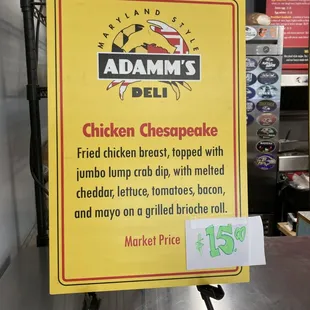 MARYLAND STYLE
ADAMM'S
DELI
Chicken Chesapeake
Fried chicken breast, topped with
jumbo lump crab dip, with melted
cheddar, lettuce, tomatoes, bacon,
and mayo on a grilled brioche roll.
Market Price
$15.00